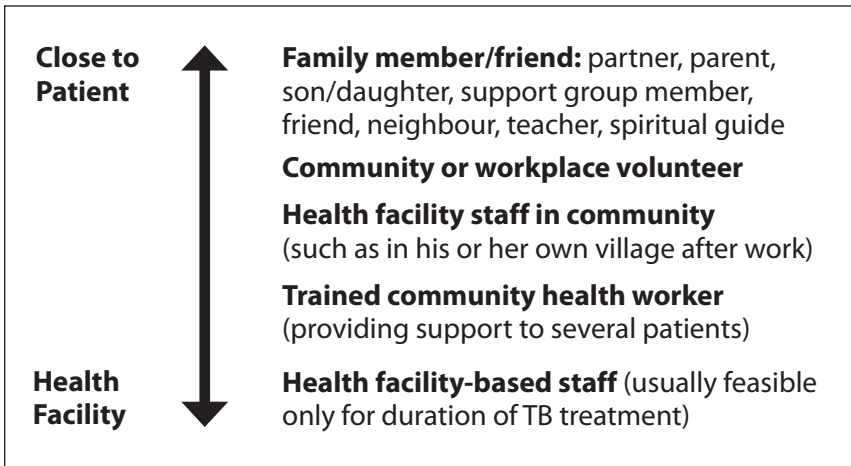 Close to
Patient
Family member/friend: partner, parent,
son/daughter, support group member,
friend, neighbour, teacher, spiritual guide
Community or workplace volunteer
Health facility staff in community
(such as in his or her own village after work)
Trained community health worker
(providing support to several patients)
Health
Facility
Health facility-based staff (usually feasible
only for duration of TB treatment)